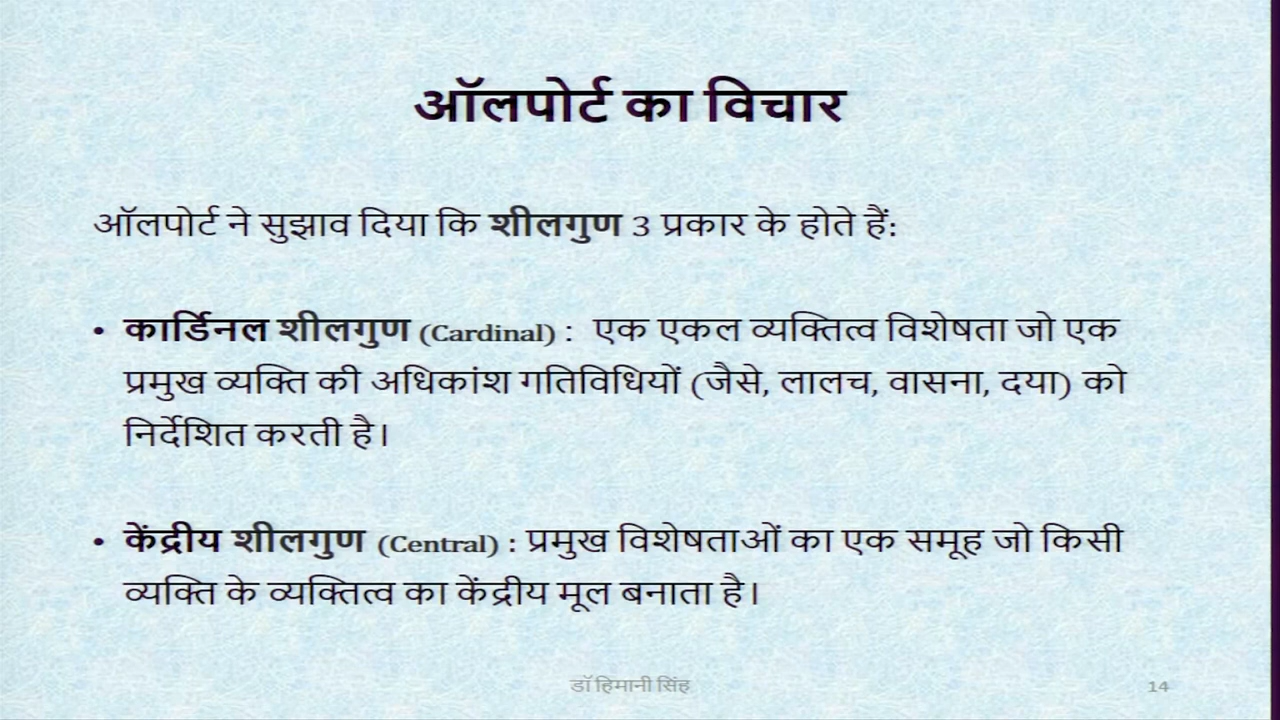 ऑलपोर्ट का विचार
ऑलपोर्ट ने सुझाव दिया कि शीलगुण 3 प्रकार के होते हैं:
• कार्डिनल शीलगुण (Cardinal) : एक एकल व्यक्तित्व विशेषता जो एक
प्रमुख व्यक्ति की अधिकांश गतिविधियों (जैसे, लालच, वासना, दया) को
निर्देशित करती है।
• केंद्रीय शीलगुण (Central) : प्रमुख विशेषताओं का एक समूह जो किसी
व्यक्ति के व्यक्तित्व का केंद्रीय मूल बनाता है।
डॉ हिमानी सिंह
14